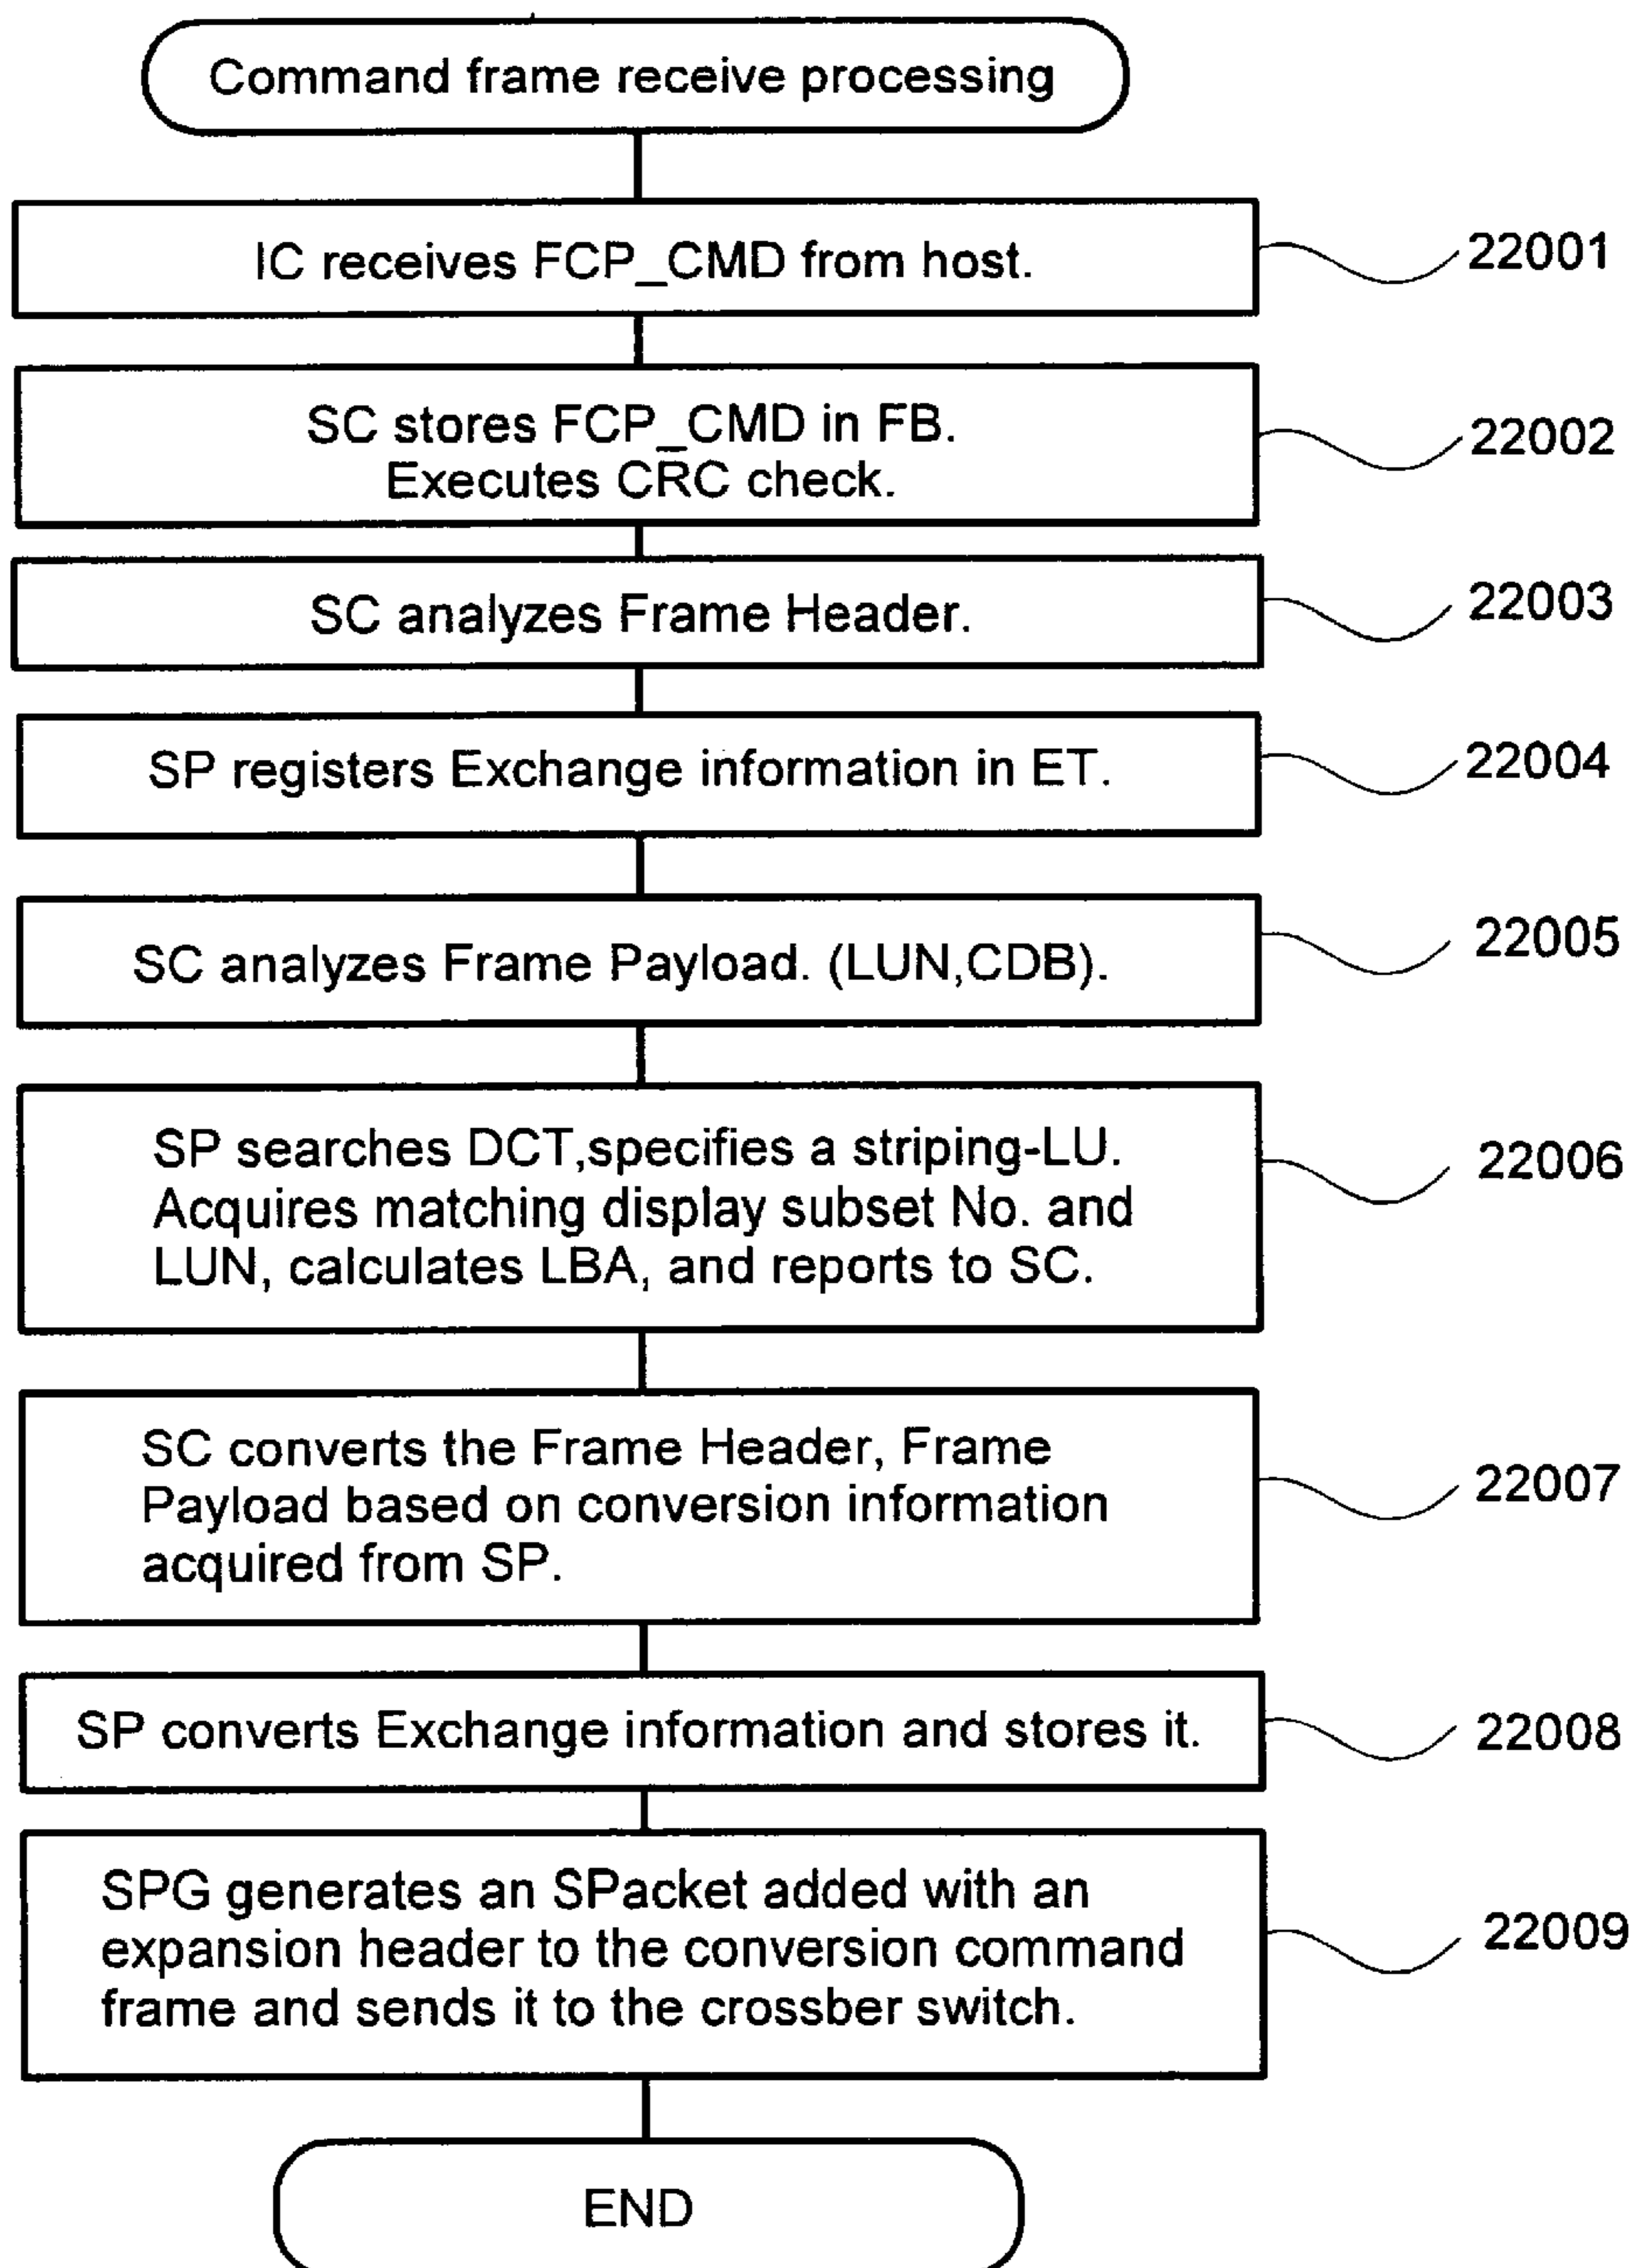 Command frame receive processing
IC receives FCP_CMD from host.
22001
SC stores FCP_CMD in FB.
Executes CRC check.
22002
SC analyzes Frame Header.
22003
SP registers Exchange information in ET.
22004
SC analyzes Frame Payload. (LUN,CDB).
22005
SP searches DCT,specifies a striping-LU.
Acquires matching display subset No. and
LUN, calculates LBA, and reports to SC.
22006
SC converts the Frame Header, Frame
Payload based on conversion information
acquired from SP.
22007
SP converts Exchange information and stores it.
22008
SPG generates an SPacket added with an
expansion header to the conversion command
frame and sends it to the crossber switch.
22009
END